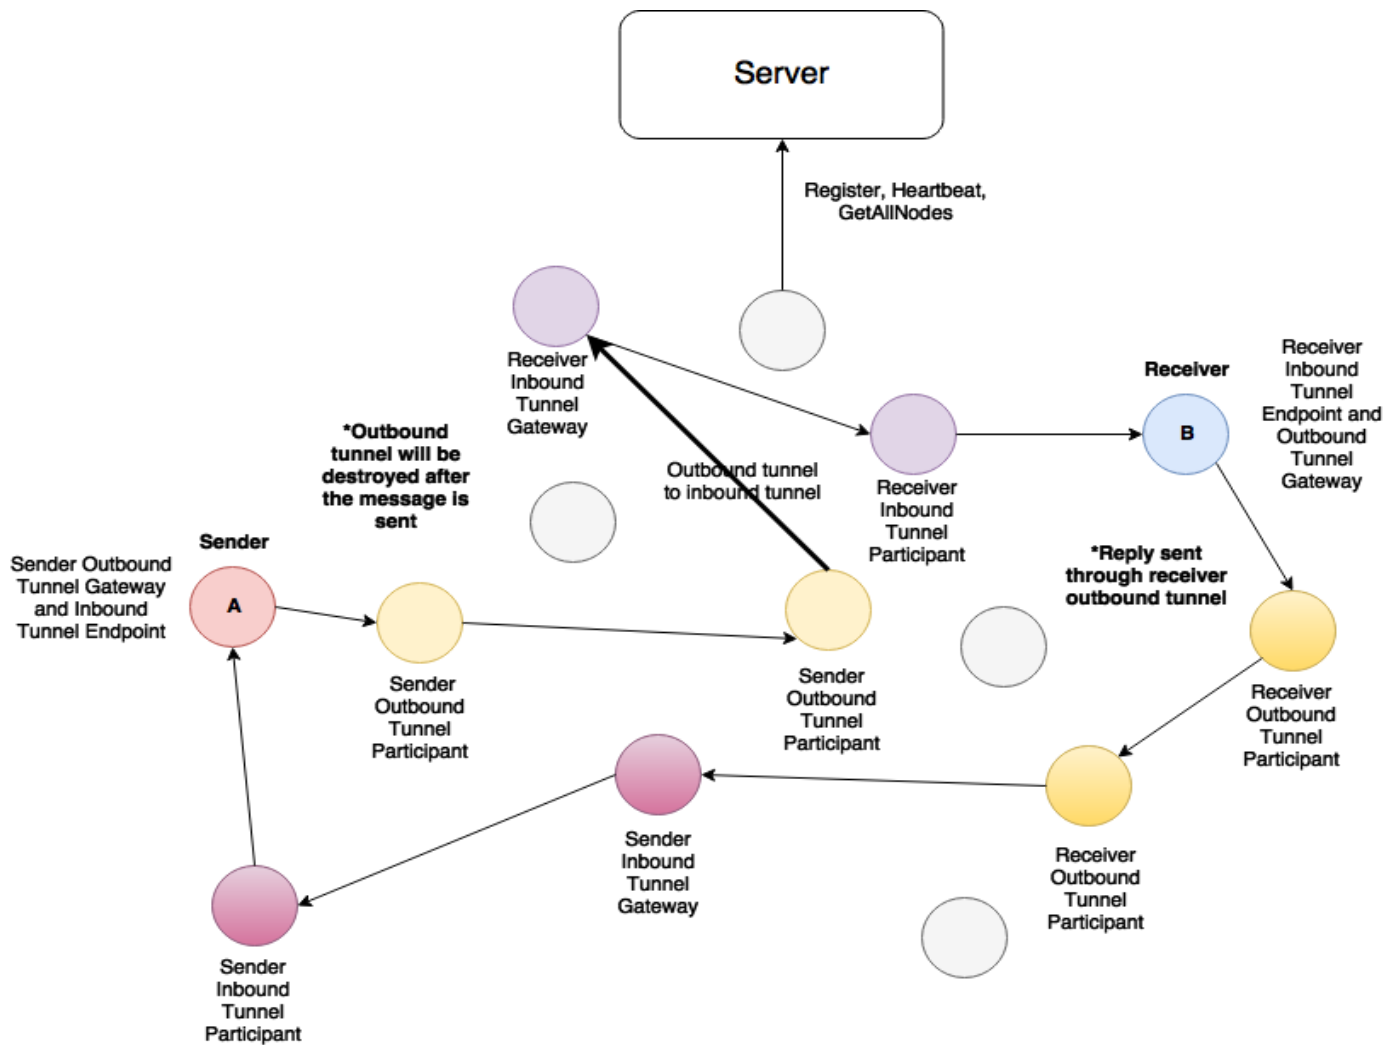 Server
Register, Heartbeat,
GetAllNodes
Receiver
Inbound
Tunnel
Gateway
Receiver
Receiver
Inbound
Tunnel
Endpoint and
Outbound
Tunnel
Gateway
B
*Outbound
tunnel will be
destroyed after
the message is
sent
Outbound tunnel
to inbound tunnel
Receiver
Inbound
Tunnel
Participant
Sender
Sender Outbound
Tunnel Gateway
and Inbound
Tunnel Endpoint
A
*Reply sent
through receiver
outbound tunnel
Sender
Outbound
Tunnel
Participant
Sender
Outbound
Tunnel
Participant
Receiver
Outbound
Tunnel
Participant
Sender
Inbound
Tunnel
Gateway
Receiver
Outbound
Tunnel
Participant
Sender
Inbound
Tunnel
Participant